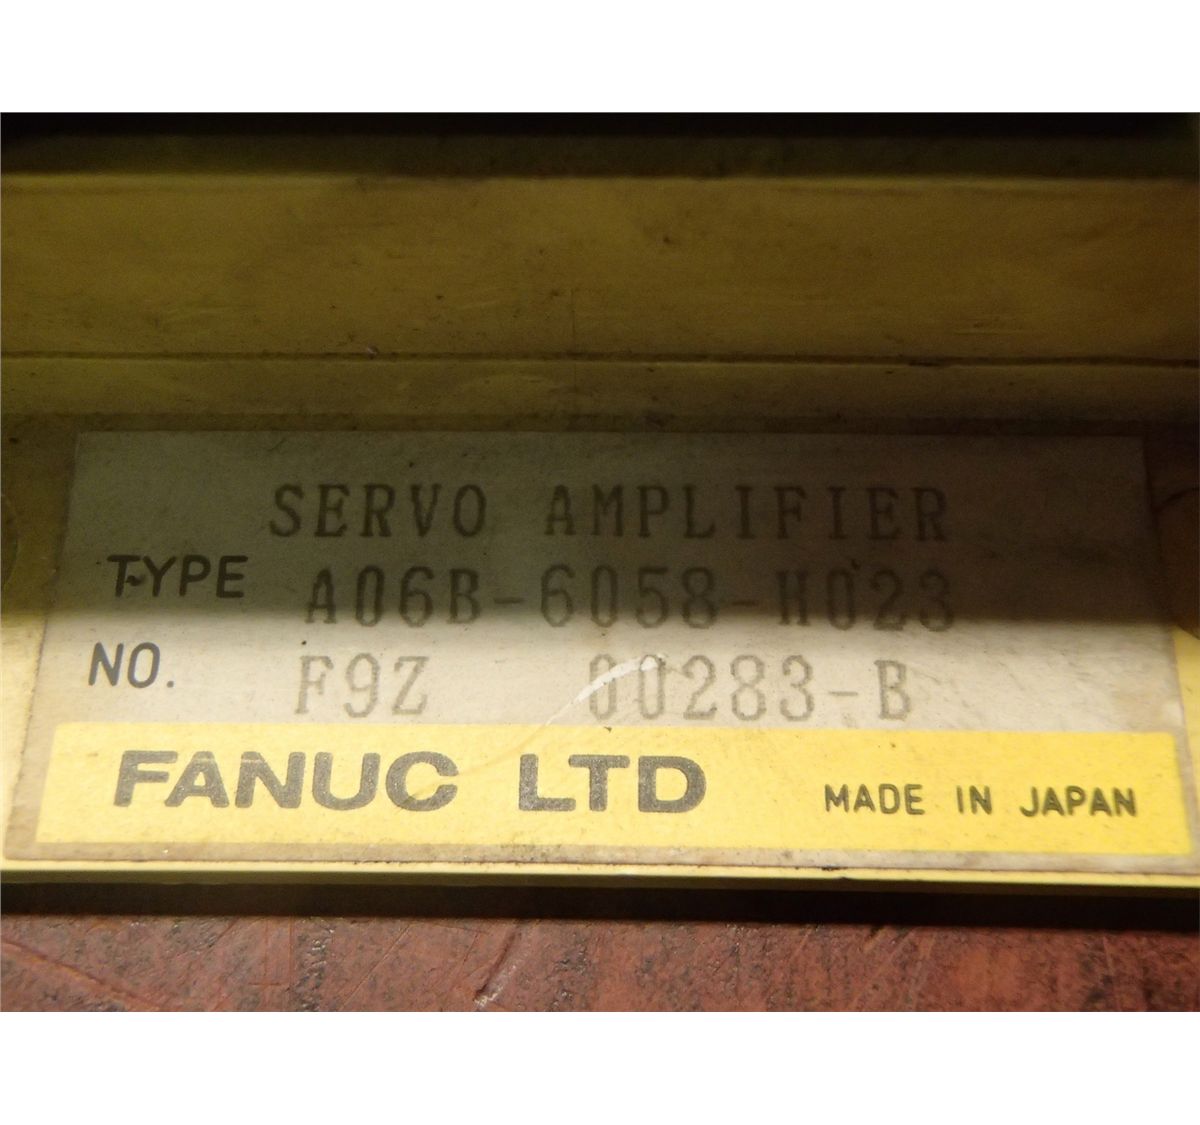 SERVO AMPLIFIER
TYPE A06B-6058-H023
NO. F9Z 00283-B
FANUC LTD MADE IN JAPAN